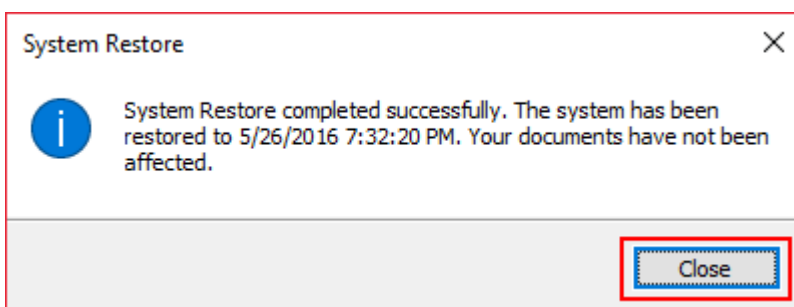 System Restore
System Restore completed successfully. The system has been
restored to 5/26/2016 7:32:20 PM. Your documents have not been
affected.
Close